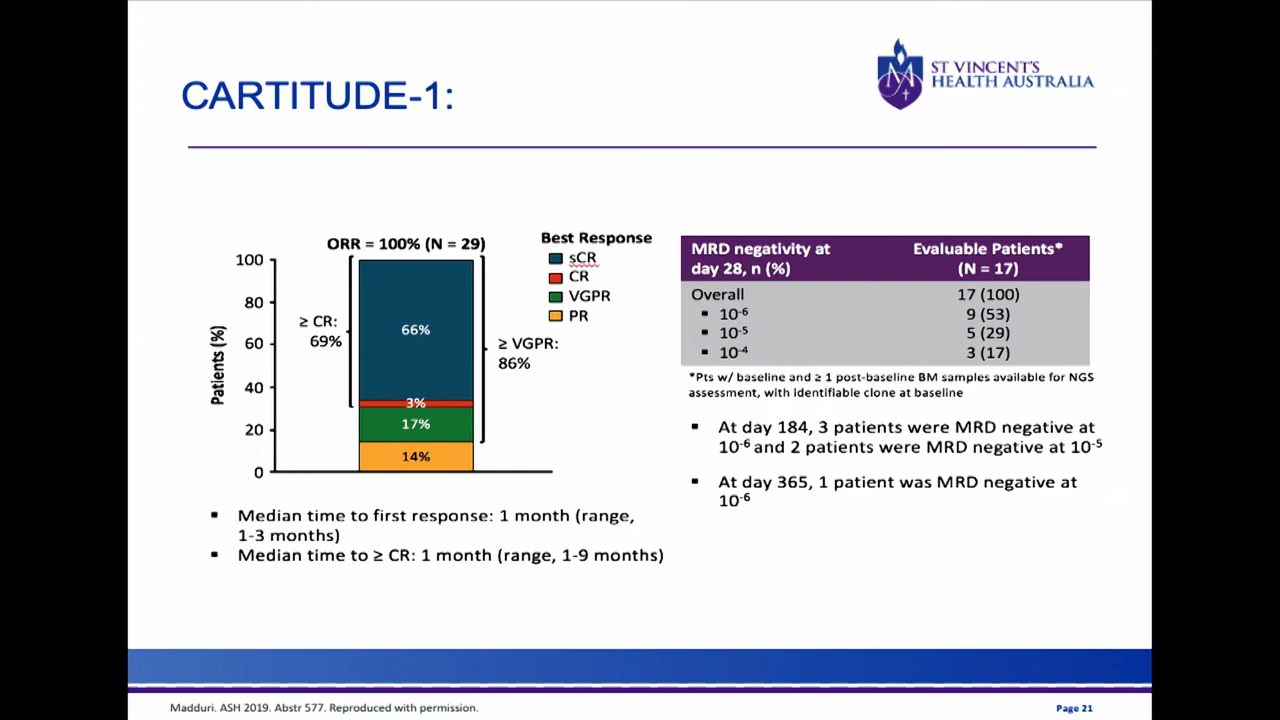 CARTITUDE-1:
ST VINCENT'S
HEALTH AUSTRALIA
ORR = 100% (N = 29)
Patients (%)
100
80
60
40
20
0
≥ CR:
69%
66%
3%
17%
14%
≥ VGPR:
86%
Best Response
sCR
CR
VGPR
PR
▪ Median time to first response: 1 month (range,
1-3 months)
▪ Median time to ≥ CR: 1 month (range, 1-9 months)
MRD negativity at day 28, n (%) Evaluable Patients* (N = 17)
Overall 17 (100)
▪ 10⁻⁶ 9 (53)
▪ 10⁻⁵ 5 (29)
▪ 10⁻⁴ 3 (17)
*Pts w/ baseline and ≥ 1 post-baseline BM samples available for NGS
assessment, with identifiable clone at baseline
▪ At day 184, 3 patients were MRD negative at
10⁻⁶ and 2 patients were MRD negative at 10⁻⁵
▪ At day 365, 1 patient was MRD negative at
10⁻⁶
Madduri. ASH 2019. Abstr 577. Reproduced with permission.
Page 21